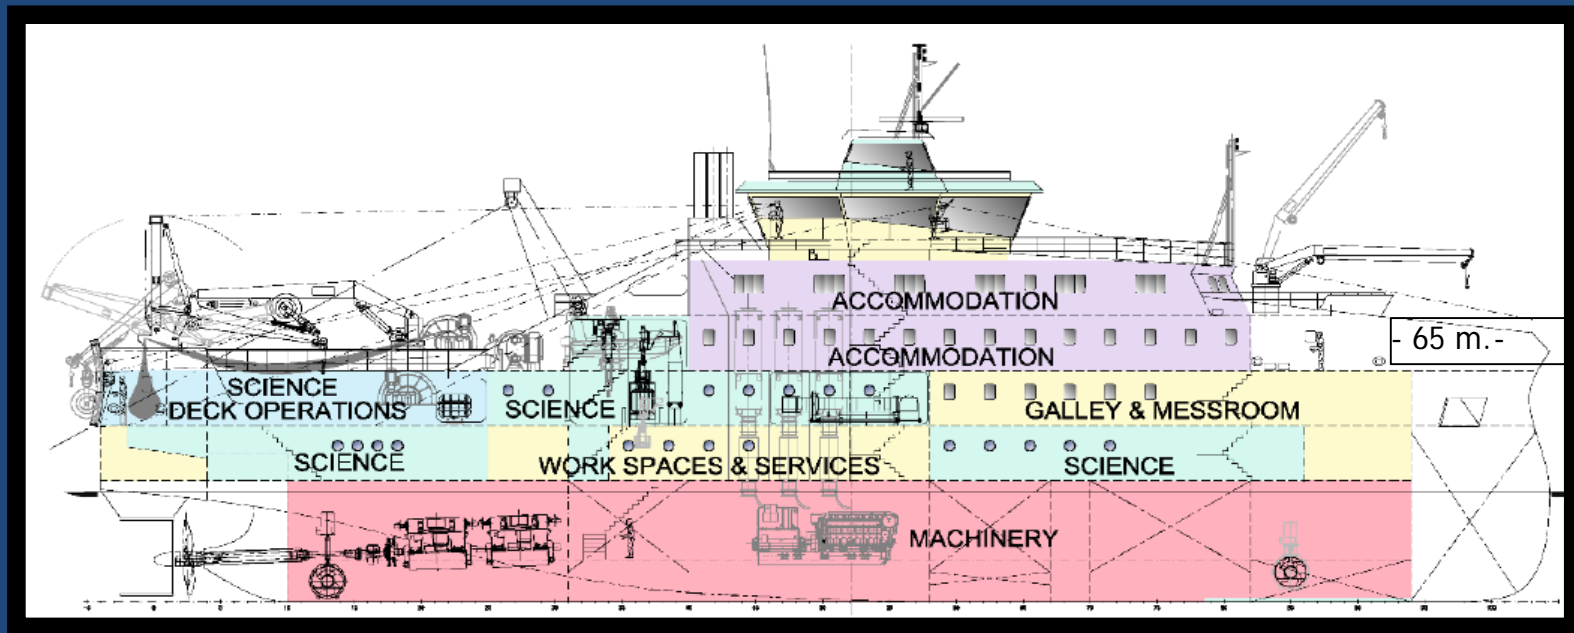 ACCOMMODATION
- 65 m.-
ACCOMMODATION
SCIENCE
DECK OPERATIONS
SCIENCE
GALLEY & MESSROOM
SCIENCE
WORK SPACES & SERVICES
SCIENCE
MACHINERY